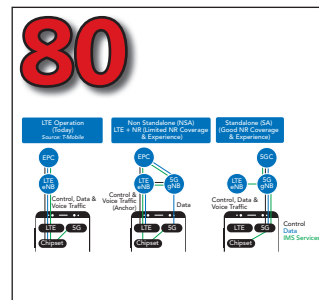 80
LTE Operation
(Today)
Source: T-Mobile
Non Standalone (NSA)
LTE + NR (Limited NR Coverage
& Experience)
Standalone (SA)
(Good NR Coverage
& Experience)
EPC
EPC
5GC
LTE
eNB
LTE
eNB
5G
gNB
LTE
eNB
5G
gNB
Control, Data &
Voice Traffic
Control &
Voice Traffic
(Anchor)
Data
Control, Data &
Voice Traffic
LTE
5G
LTE
5G
LTE
5G
Chipset
Chipset
Chipset
Control
Data
IMS Services